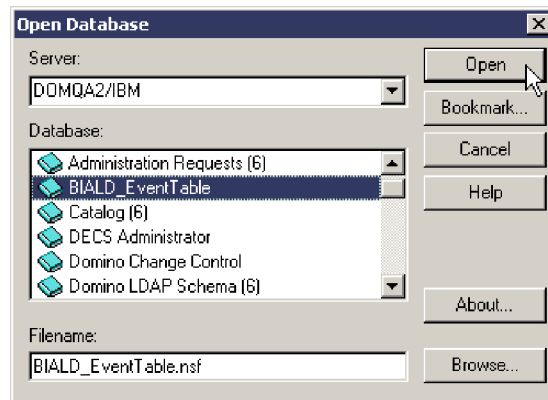 Open Database
Server:
DOMQA2/IBM
Database:
Administration Requests (6)
BIALD_EventTable
Catalog (6)
DECS Administrator
Domino Change Control
Domino LDAP Schema (6)
Filename:
BIALD_EventTable.nsf
Open
Bookmark...
Cancel
Help
About...
Browse...